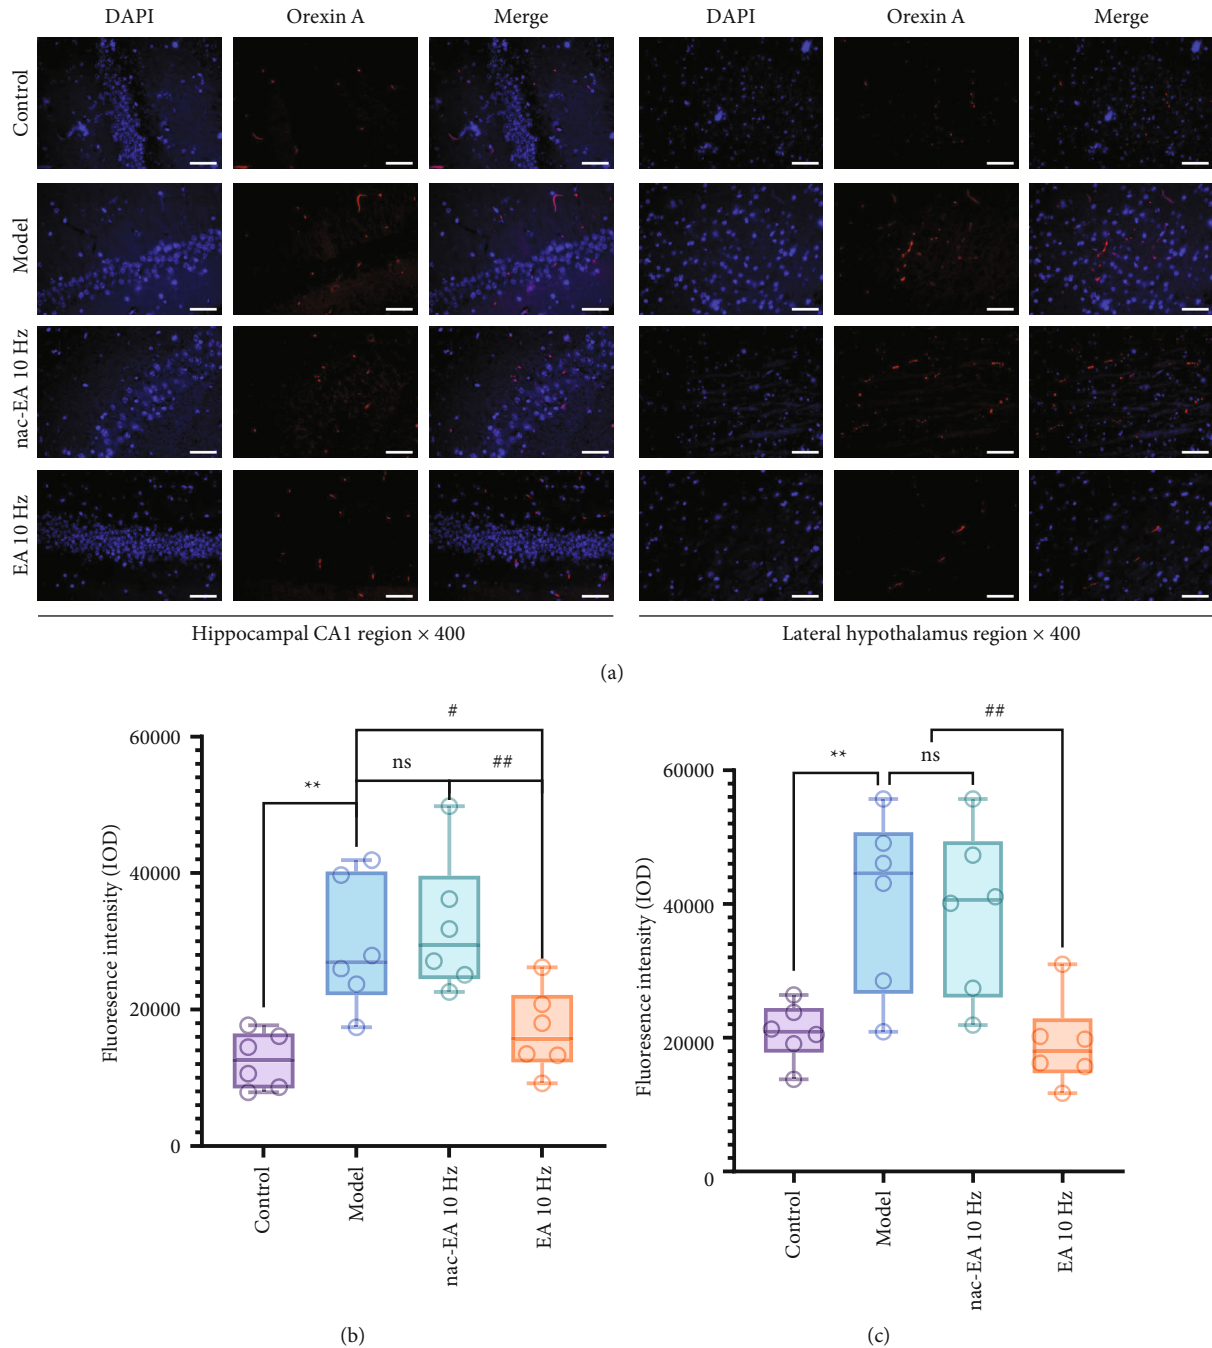 DAPI Orexin A Merge DAPI Orexin A Merge
Control
Model
nac-EA 10 Hz
EA 10 Hz
Hippocampal CA1 region × 400 Lateral hypothalamus region × 400
(a)
Fluoresence intensity (IOD)
60000
40000
20000
0
**
ns
#
##
Control
Model
nac-EA 10 Hz
EA 10 Hz
(b)
Fluoresence intensity (IOD)
60000
40000
20000
0
**
ns
##
Control
Model
nac-EA 10 Hz
EA 10 Hz
(c)